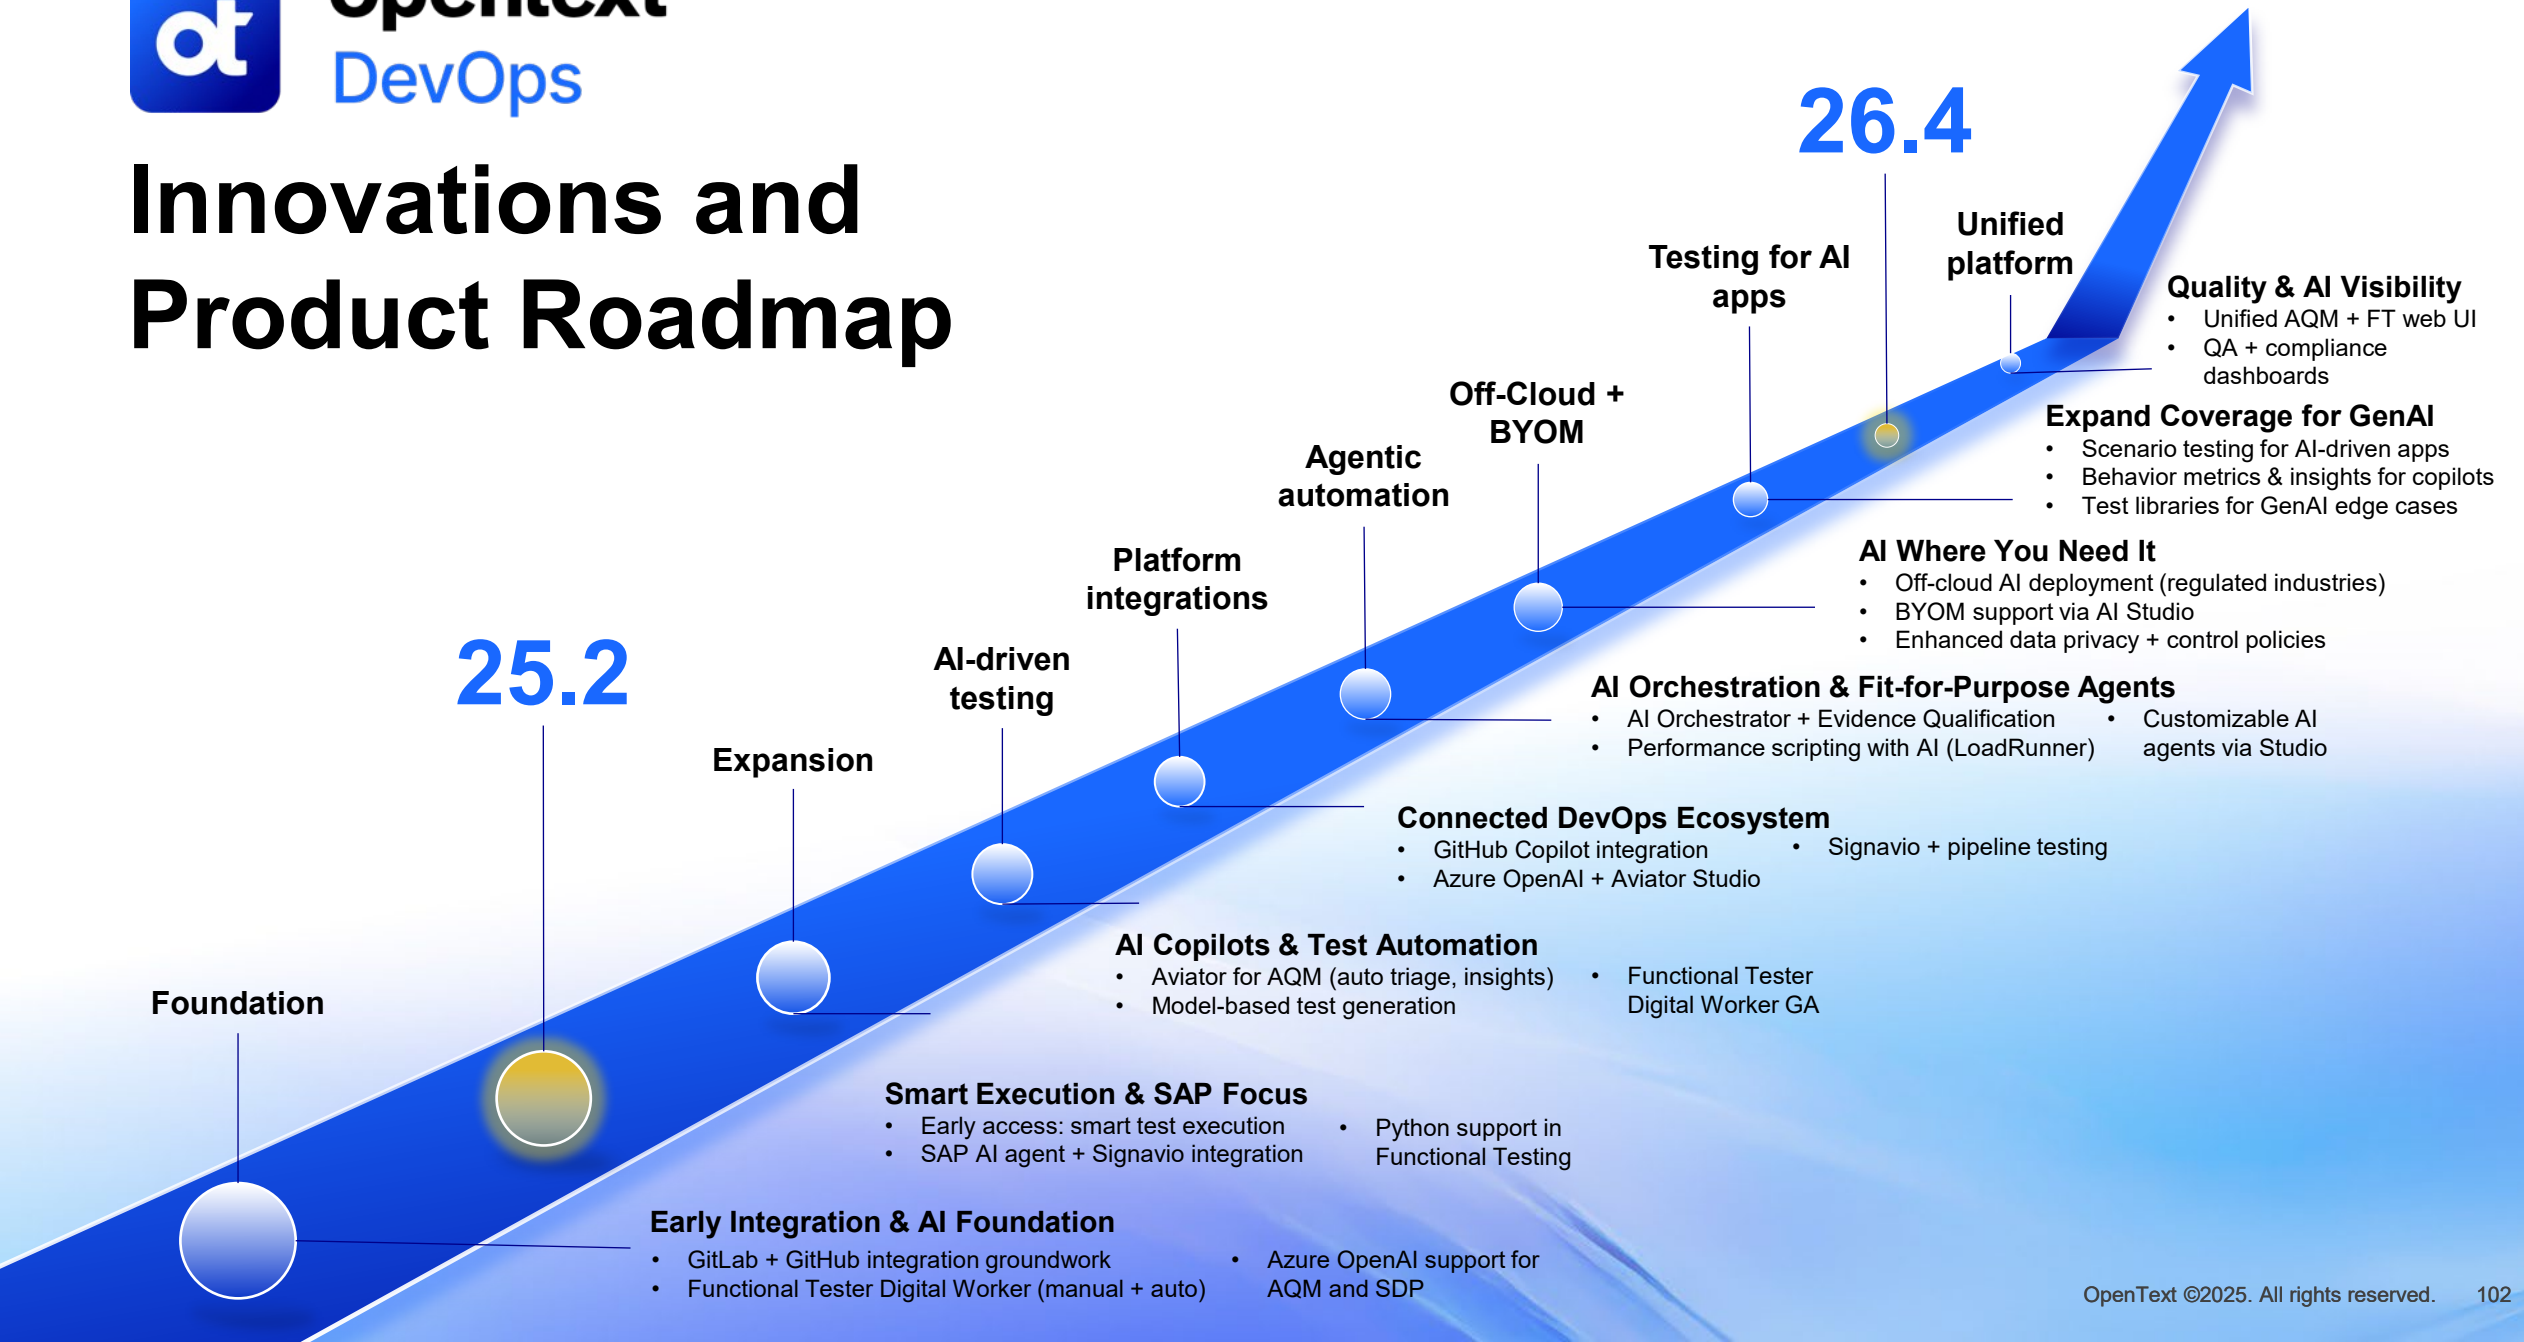 opentext
DevOps
Innovations and
Product Roadmap
26.4
Unified
platform
Testing for AI
apps
Off-Cloud +
BYOM
Agentic
automation
Platform
integrations
AI-driven
testing
25.2
Expansion
Foundation
Quality & AI Visibility
• Unified AQM + FT web UI
• QA + compliance
dashboards
Expand Coverage for GenAI
• Scenario testing for AI-driven apps
• Behavior metrics & insights for copilots
• Test libraries for GenAI edge cases
AI Where You Need It
• Off-cloud AI deployment (regulated industries)
• BYOM support via AI Studio
• Enhanced data privacy + control policies
AI Orchestration & Fit-for-Purpose Agents
• AI Orchestrator + Evidence Qualification
• Performance scripting with AI (LoadRunner)
• Customizable AI
agents via Studio
Connected DevOps Ecosystem
• GitHub Copilot integration
• Azure OpenAI + Aviator Studio
• Signavio + pipeline testing
AI Copilots & Test Automation
• Aviator for AQM (auto triage, insights)
• Model-based test generation
• Functional Tester
Digital Worker GA
Smart Execution & SAP Focus
• Early access: smart test execution
• SAP AI agent + Signavio integration
• Python support in
Functional Testing
Early Integration & AI Foundation
• GitLab + GitHub integration groundwork
• Functional Tester Digital Worker (manual + auto)
• Azure OpenAI support for
AQM and SDP
OpenText ©2025. All rights reserved. 102